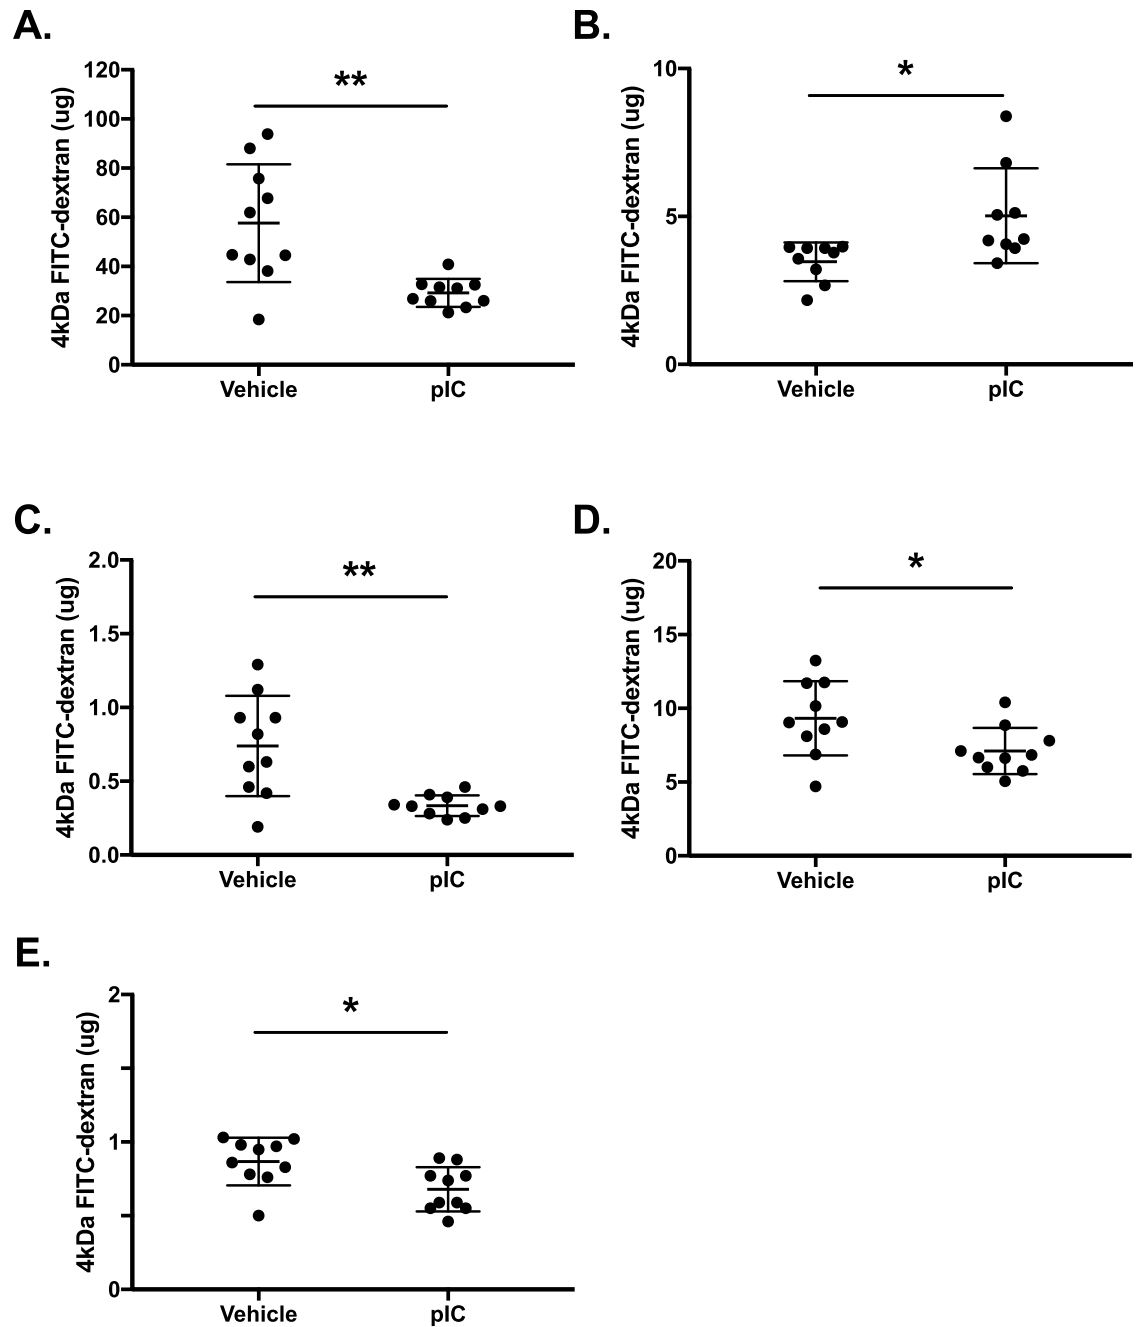 A.
4kDa FITC-dextran (ug)
120
100
80
60
40
20
0
**
Vehicle
pIC
B.
4kDa FITC-dextran (ug)
10
5
0
*
Vehicle
pIC
C.
4kDa FITC-dextran (ug)
2.0
1.5
1.0
0.5
0.0
**
Vehicle
pIC
D.
4kDa FITC-dextran (ug)
20
15
10
5
0
*
Vehicle
pIC
E.
4kDa FITC-dextran (ug)
2
1
0
*
Vehicle
pIC